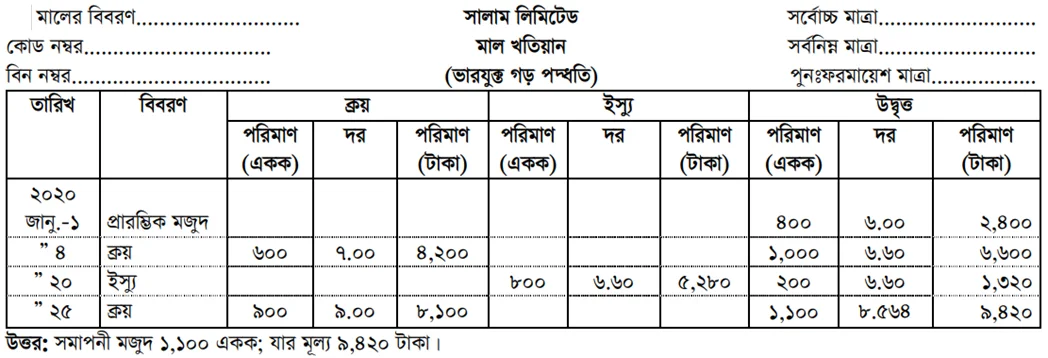 মালের বিবরণ........................... সালাম লিমিটেড সর্বোচ্চ মাত্রা........................
কোড নম্বর............................... মাল খতিয়ান সর্বনিম্ন মাত্রা........................
বিন নম্বর................................. (ভারযুক্ত গড় পদ্ধতি) পুনঃফরমায়েশ মাত্রা................
তারিখ বিবরণ ক্রয় ইস্যু উদ্বৃত্ত
পরিমাণ (একক) দর পরিমাণ (টাকা) পরিমাণ (একক) দর পরিমাণ (টাকা) পরিমাণ (একক) দর পরিমাণ (টাকা)
২০২০
জানু.-১ প্রারম্ভিক মজুদ ৪০০ ৬.০০ ২,৪০০
” ৪ ক্রয় ৬০০ ৭.০০ ৪,২০০ ১,০০০ ৬.৬০ ৬,৬০০
” ২০ ইস্যু ৮০০ ৬.৬০ ৫,২৮০ ২০০ ৬.৬০ ১,৩২০
” ২৫ ক্রয় ৯০০ ৯.০০ ৮,১০০ ১,১০০ ৮.৫৬৪ ৯,৪২০
উত্তর: সমাপনী মজুদ ১,১০০ একক; যার মূল্য ৯,৪২০ টাকা।